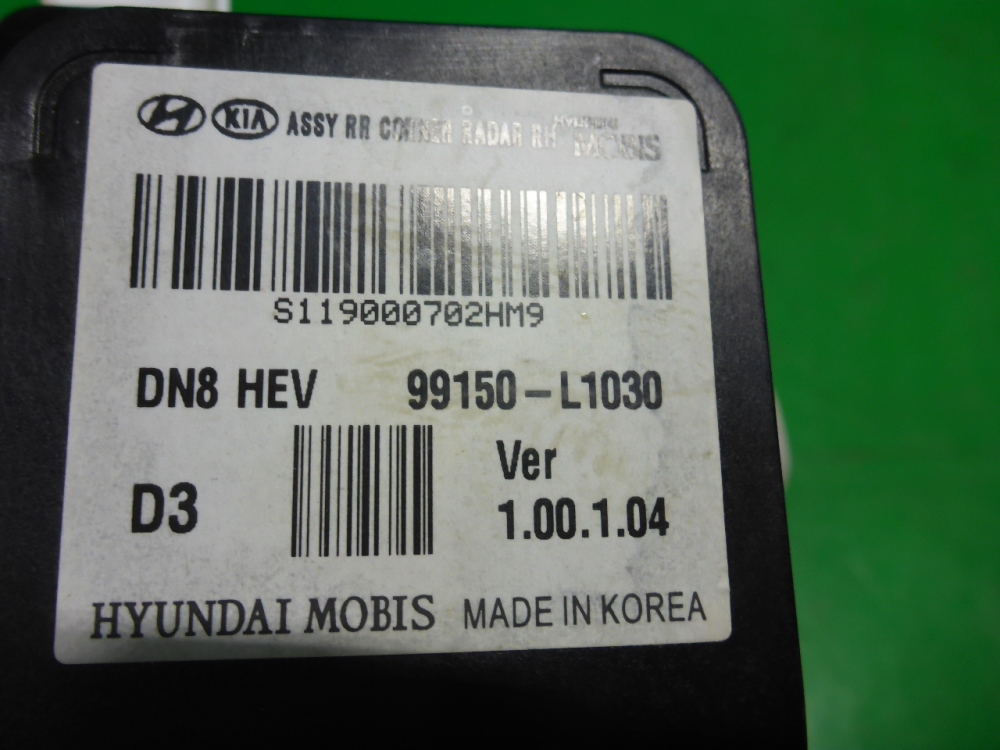 KIA ASSY RR CORNER RADAR RH HYUNDAI MOBIS
S119000702HM9
DN8 HEV 99150-L1030
D3
Ver
1.00.1.04
HYUNDAI MOBIS MADE IN KOREA